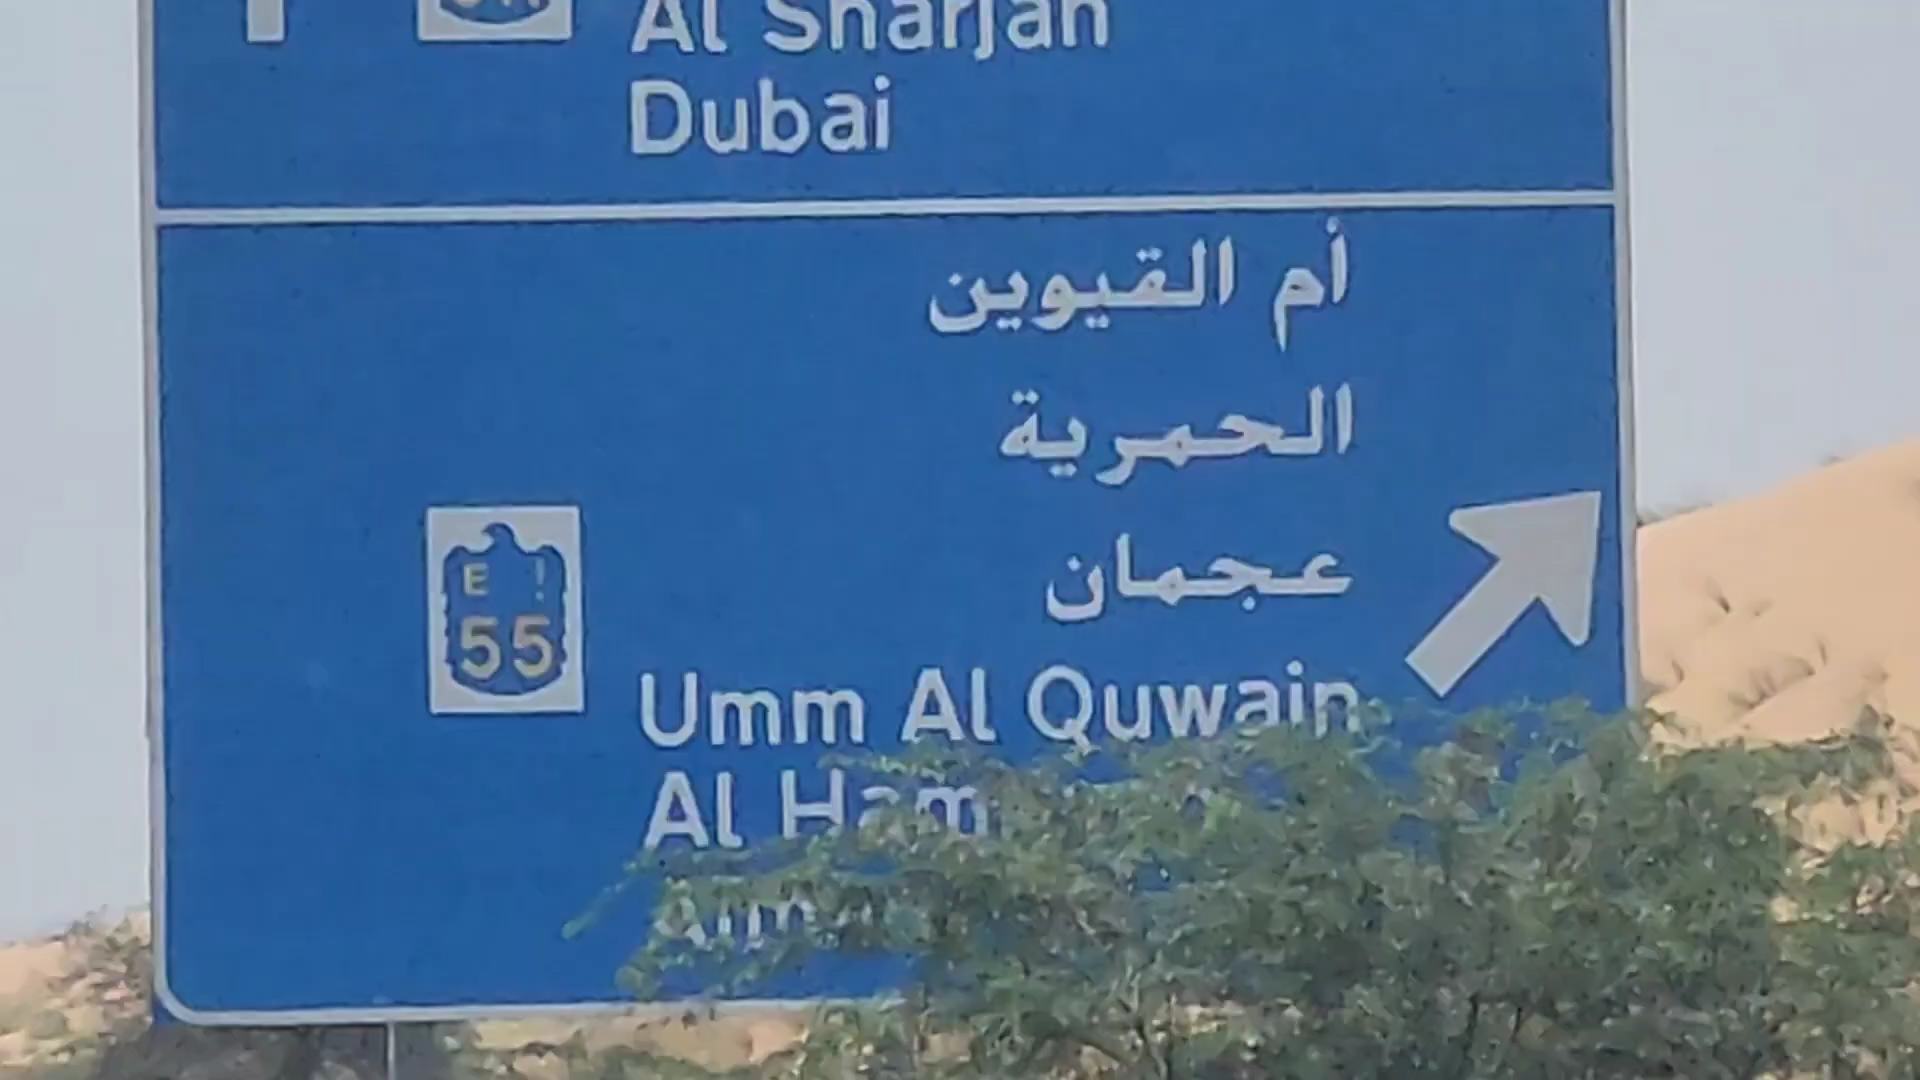 Al Sharjah
Dubai
أم القيوين
الحمرية
عجمان
E
55
Umm Al Quwain
Al Ham